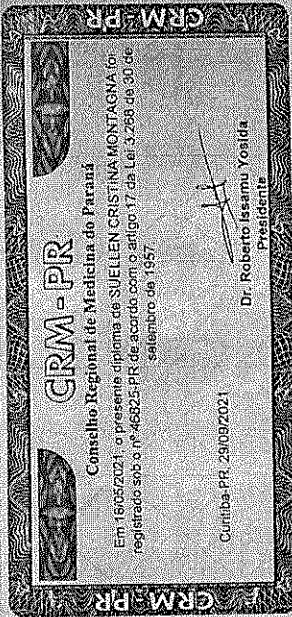 CRM-PR
CRM-PR
Conselho Regional de Medicina do Paraná
Em 18/05/2021, o presente diploma de SUELLEN CRISTINA MONTAGNA foi
registrado sob o nº 46825-PR de acordo com o artigo 17 da Lei 3.268 de 30 de
setembro de 1957
Curitiba-PR, 29/09/2021
Dr. Roberto Issamu Yosida
Presidente
CRM-PR